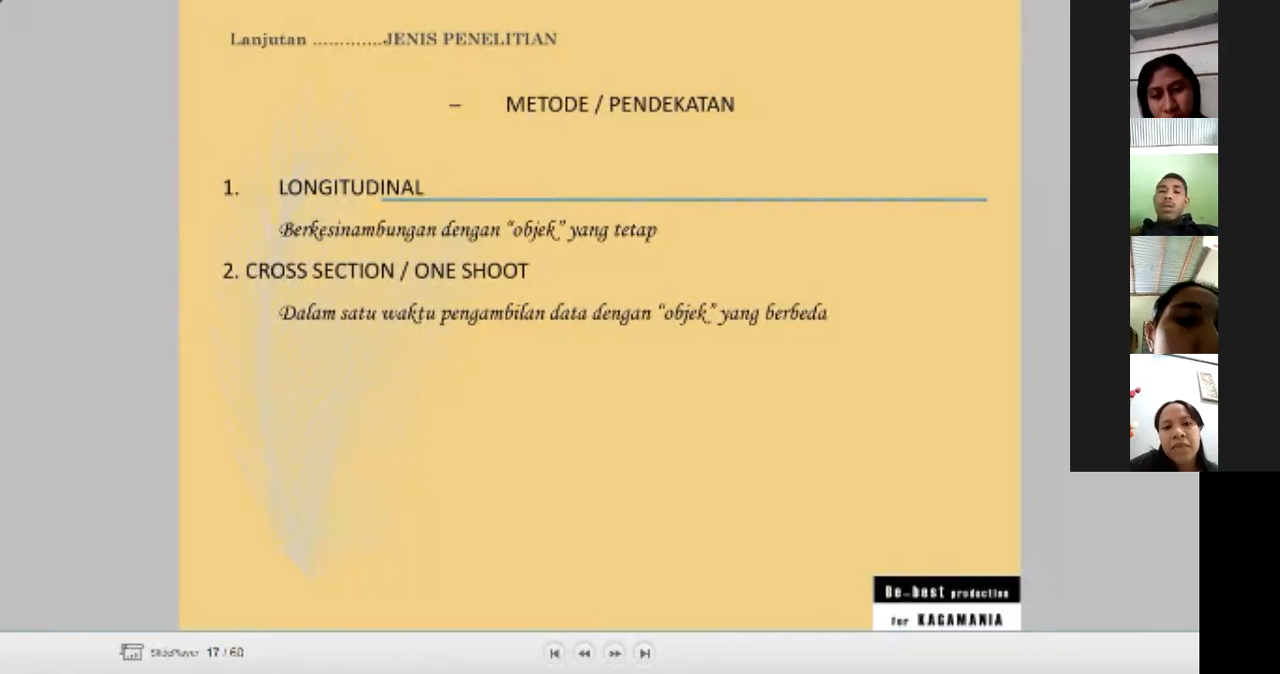 Lanjutan .............JENIS PENELITIAN
– METODE / PENDEKATAN
1. LONGITUDINAL
Berkesinambungan dengan “objek” yang tetap
2. CROSS SECTION / ONE SHOOT
Dalam satu waktu pengambilan data dengan “objek” yang berbeda
Be-best production
for KAGAMANIA
SlidePlayer 17 / 60